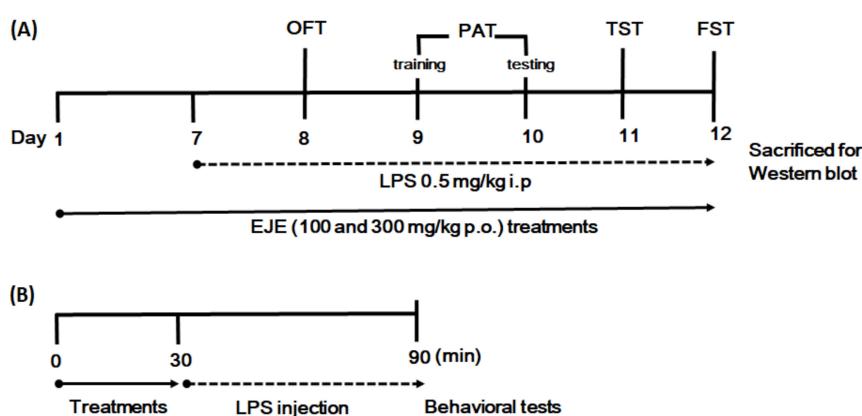 (A)
OFT PAT TST FST
training testing
Day 1 7 8 9 10 11 12
Sacrificed for
Western blot
LPS 0.5 mg/kg i.p
EJE (100 and 300 mg/kg p.o.) treatments
(B)
0 30 90 (min)
Treatments LPS injection Behavioral tests